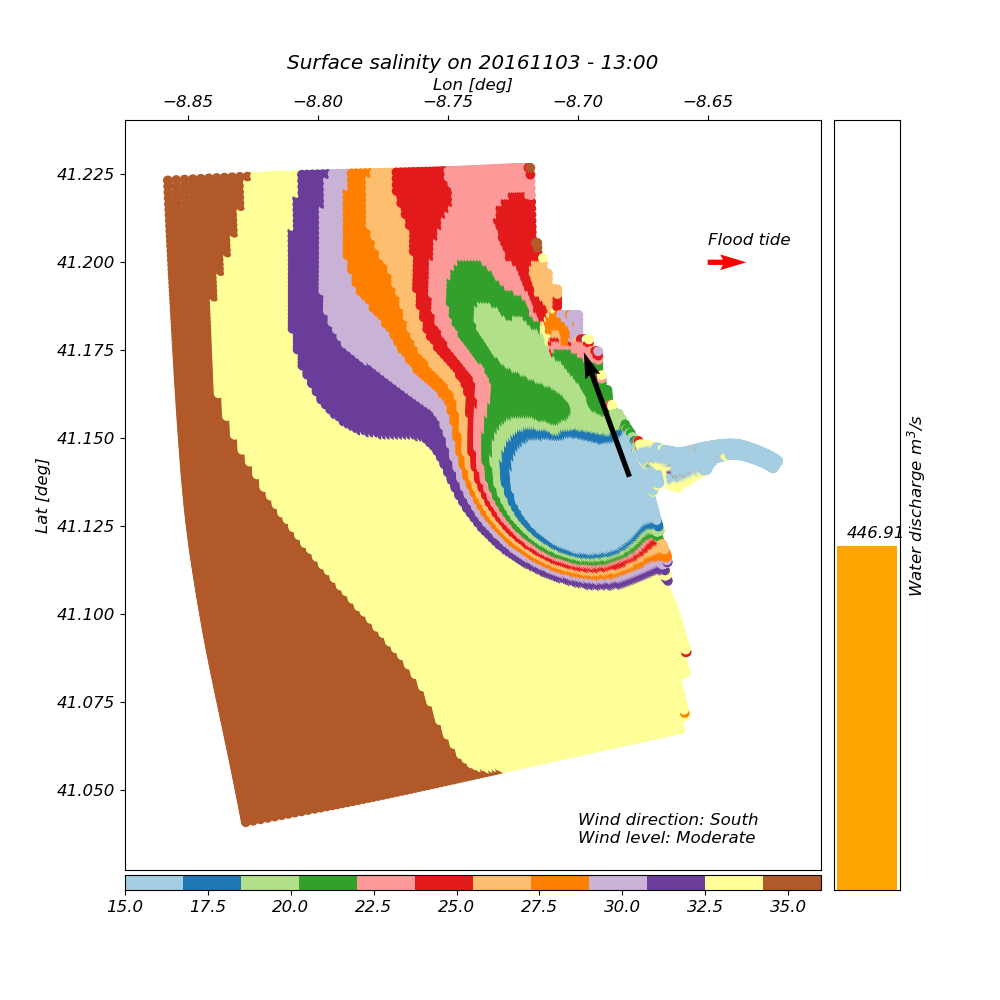 Surface salinity on 20161103 - 13:00
Lon [deg]
−8.85 −8.80 −8.75 −8.70 −8.65
41.225
41.200
41.175
41.150
41.125
41.100
41.075
41.050
Lat [deg]
Flood tide
Wind direction: South
Wind level: Moderate
446.91
Water discharge m³/s
15.0 17.5 20.0 22.5 25.0 27.5 30.0 32.5 35.0